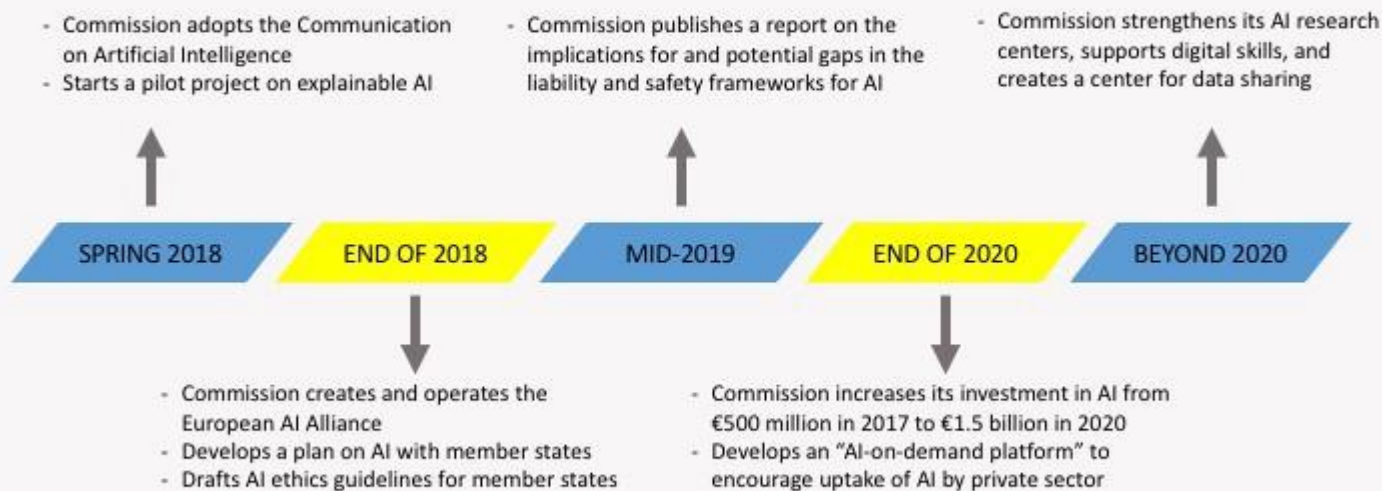 - Commission adopts the Communication
on Artificial Intelligence
- Starts a pilot project on explainable AI
- Commission publishes a report on the
implications for and potential gaps in the
liability and safety frameworks for AI
- Commission strengthens its AI research
centers, supports digital skills, and
creates a center for data sharing
SPRING 2018
END OF 2018
MID-2019
END OF 2020
BEYOND 2020
- Commission creates and operates the
European AI Alliance
- Develops a plan on AI with member states
- Drafts AI ethics guidelines for member states
- Commission increases its investment in AI from
€500 million in 2017 to €1.5 billion in 2020
- Develops an “AI-on-demand platform” to
encourage uptake of AI by private sector